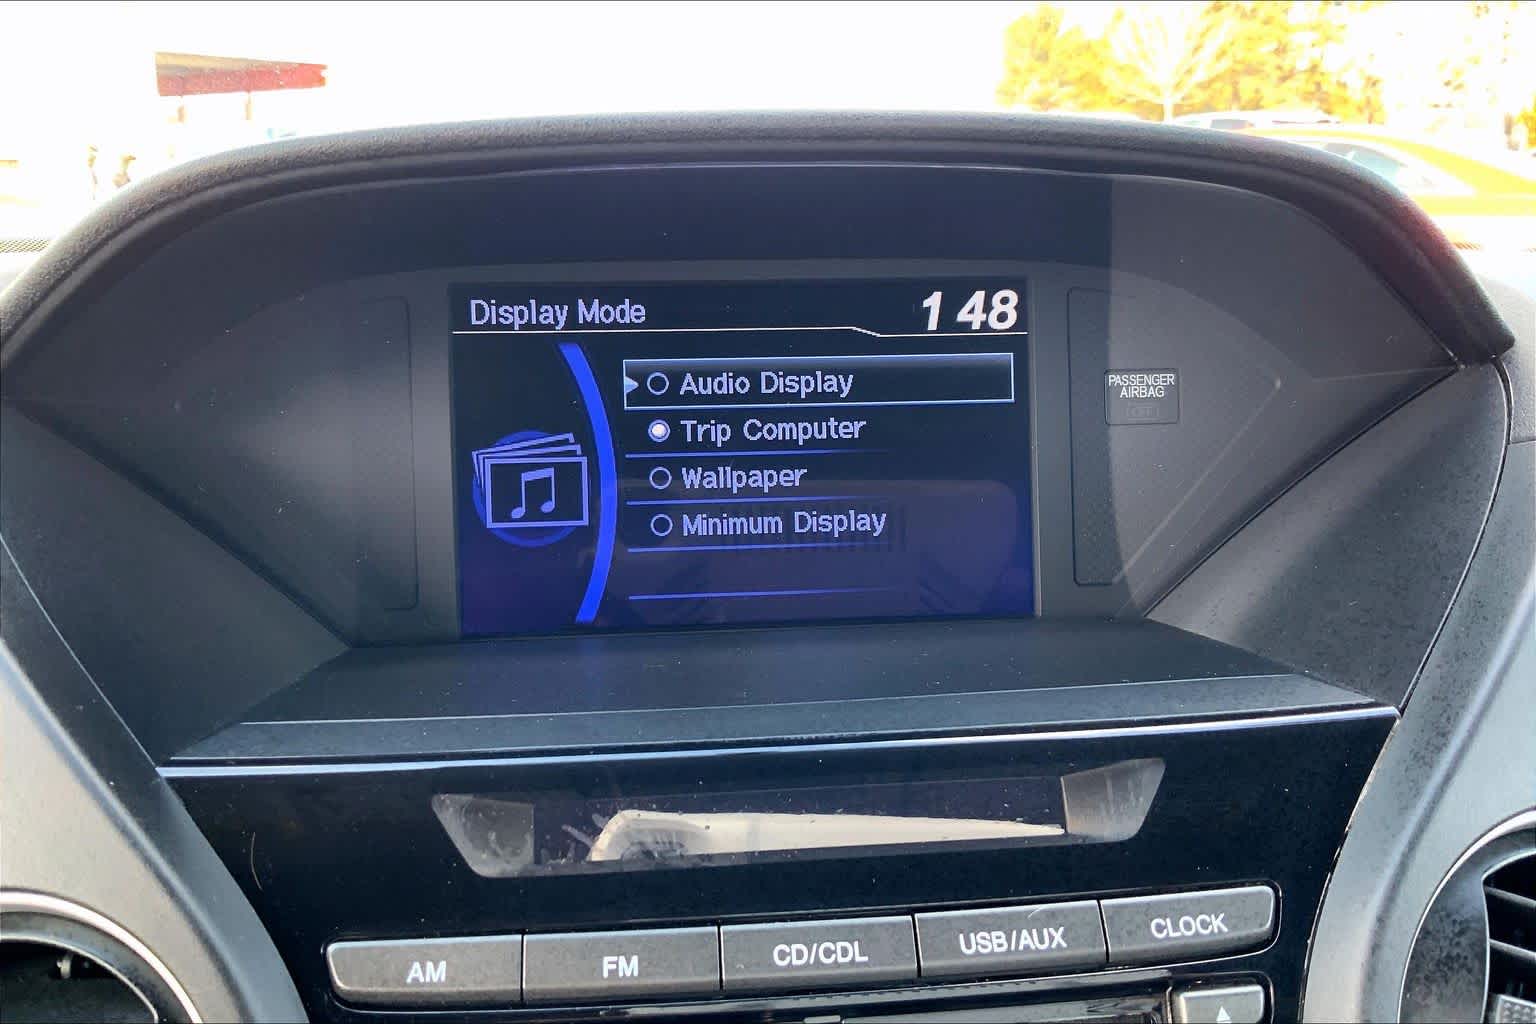 Display Mode
1 48
Audio Display
Trip Computer
Wallpaper
Minimum Display
PASSENGER
AIRBAG
OFF
AM
FM
CD/CDL
USB/AUX
CLOCK